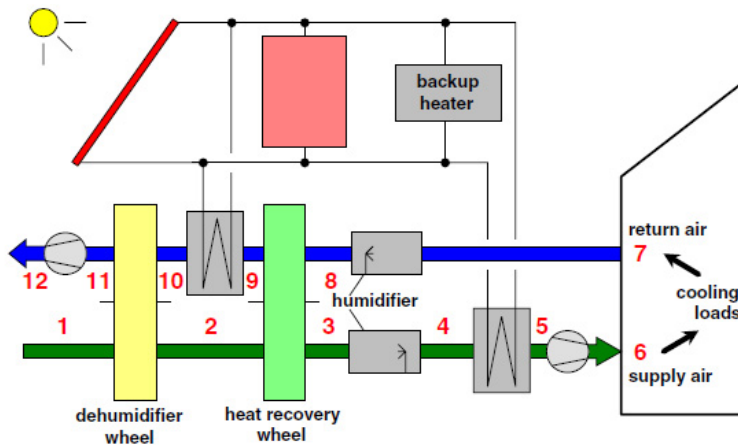 backup
heater
return air
7
12
11
10
9
8
humidifier
cooling
loads
1
2
3
4
5
6
supply air
dehumidifier
wheel
heat recovery
wheel